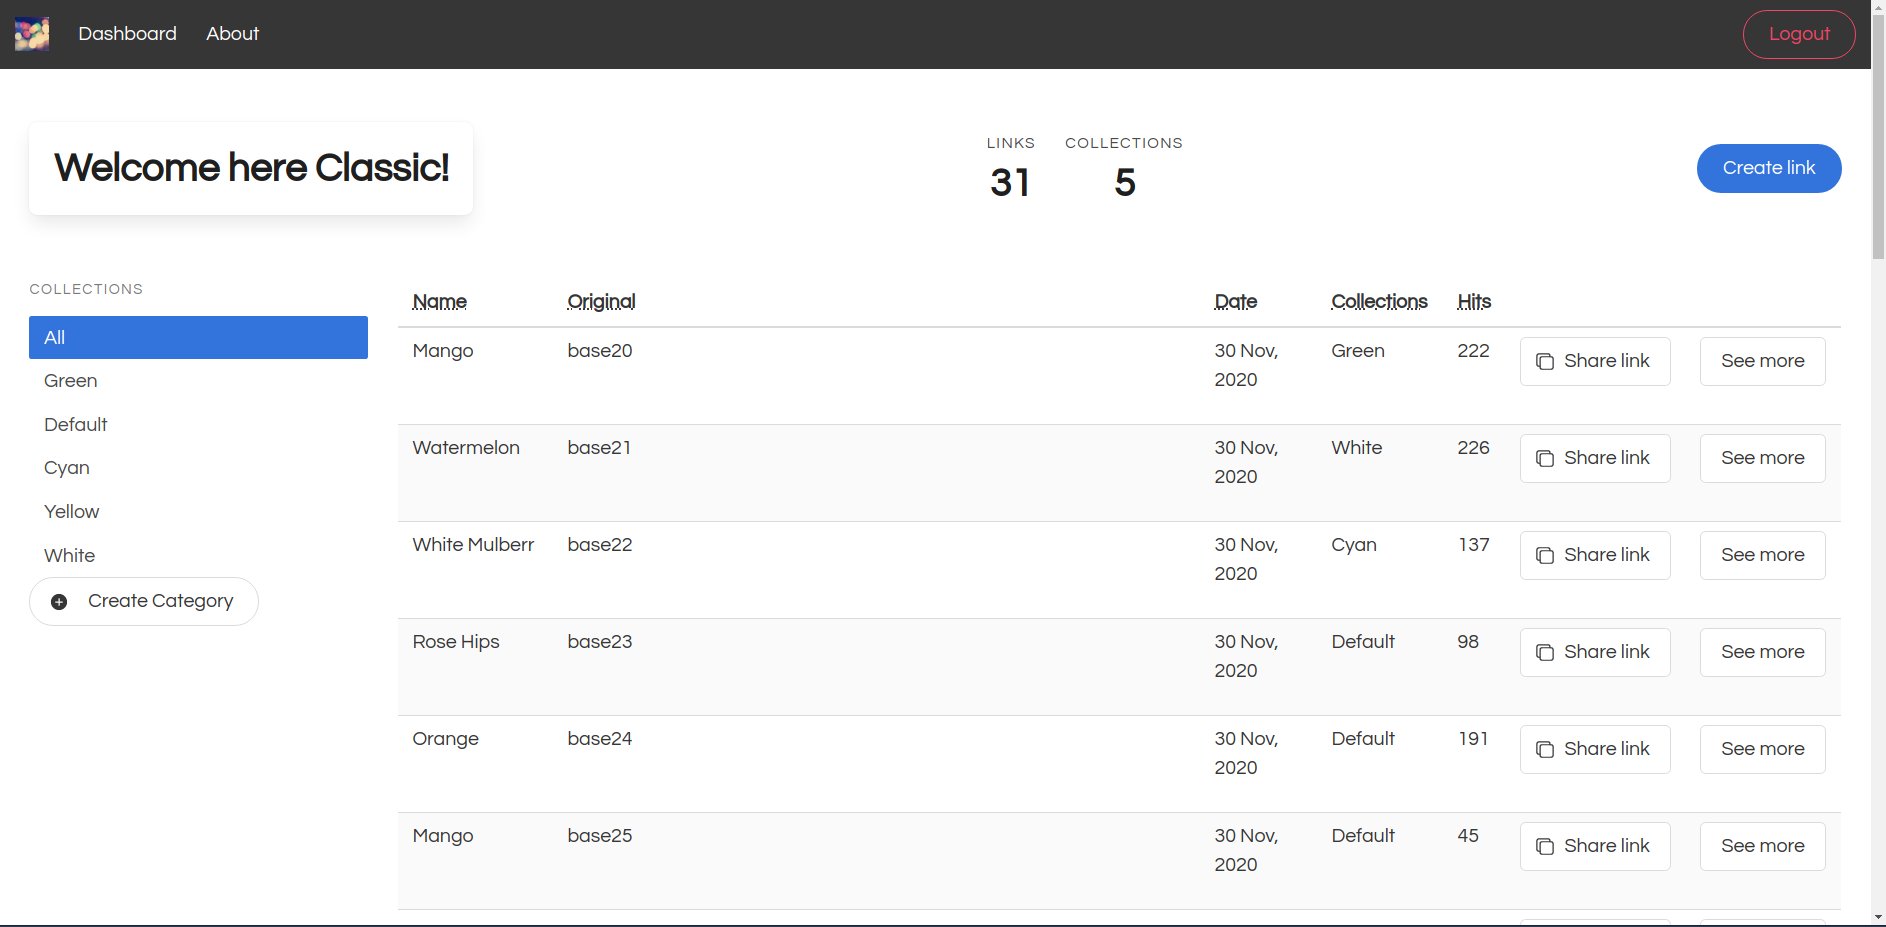 Dashboard About Logout
Welcome here Classic!
LINKS COLLECTIONS
31 5
Create link
COLLECTIONS
All
Green
Default
Cyan
Yellow
White
Create Category
Name Original Date Collections Hits
Mango base20 30 Nov, Green 222 Share link See more
2020
Watermelon base21 30 Nov, White 226 Share link See more
2020
White Mulberr base22 30 Nov, Cyan 137 Share link See more
2020
Rose Hips base23 30 Nov, Default 98 Share link See more
2020
Orange base24 30 Nov, Default 191 Share link See more
2020
Mango base25 30 Nov, Default 45 Share link See more
2020